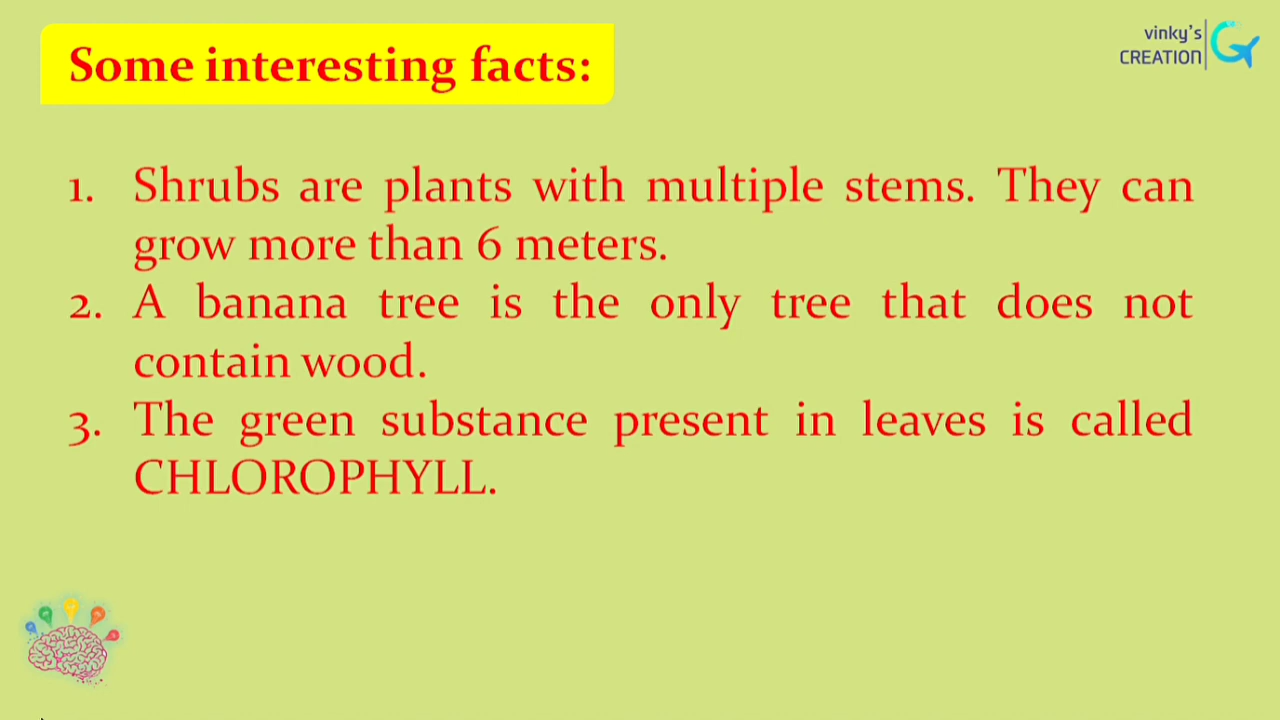 Some interesting facts:
vinky's
CREATION
1. Shrubs are plants with multiple stems. They can
grow more than 6 meters.
2. A banana tree is the only tree that does not
contain wood.
3. The green substance present in leaves is called
CHLOROPHYLL.